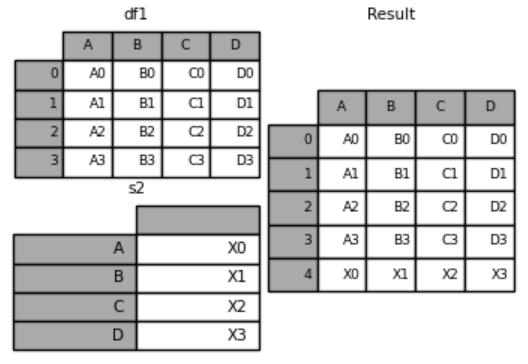 df1
A B C D
0 A0 B0 C0 D0
1 A1 B1 C1 D1
2 A2 B2 C2 D2
3 A3 B3 C3 D3
s2
A X0
B X1
C X2
D X3
Result
A B C D
0 A0 B0 C0 D0
1 A1 B1 C1 D1
2 A2 B2 C2 D2
3 A3 B3 C3 D3
4 X0 X1 X2 X3